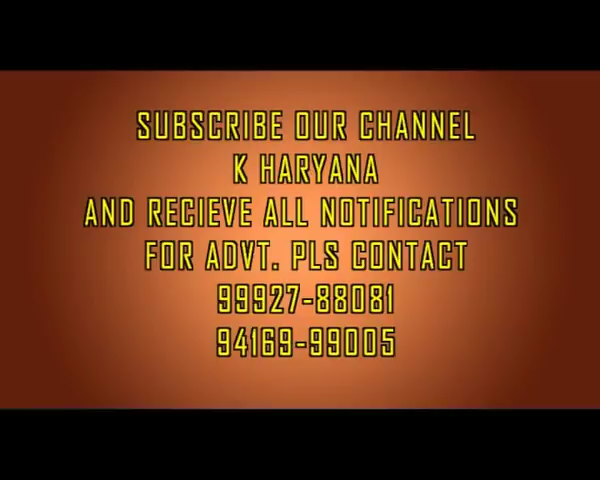 SUBSCRIBE OUR CHANNEL
K HARYANA
AND RECIEVE ALL NOTIFICATIONS
FOR ADVT. PLS CONTACT
99927-88081
94169-99005